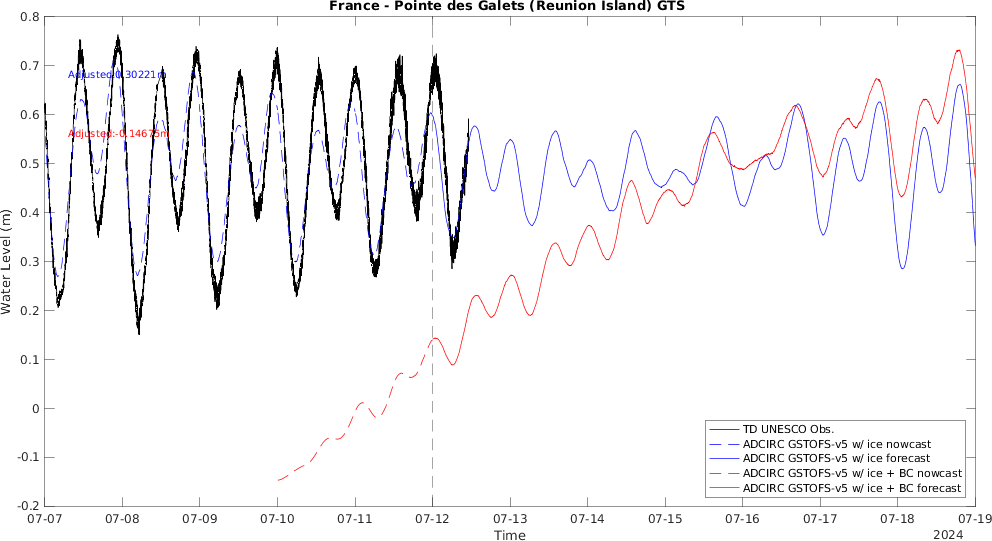 France - Pointe des Galets (Reunion Island) GTS
0.8
0.7
0.6
0.5
0.4
0.3
0.2
0.1
0
-0.1
-0.2
Water Level (m)
Adjusted:0.30221m
Adjusted:-0.14675m
TD UNESCO Obs.
ADCIRC GSTOFS-v5 w/ ice nowcast
ADCIRC GSTOFS-v5 w/ ice forecast
ADCIRC GSTOFS-v5 w/ ice + BC nowcast
ADCIRC GSTOFS-v5 w/ ice + BC forecast
07-07 07-08 07-09 07-10 07-11 07-12 07-13 07-14 07-15 07-16 07-17 07-18 07-19
Time
2024